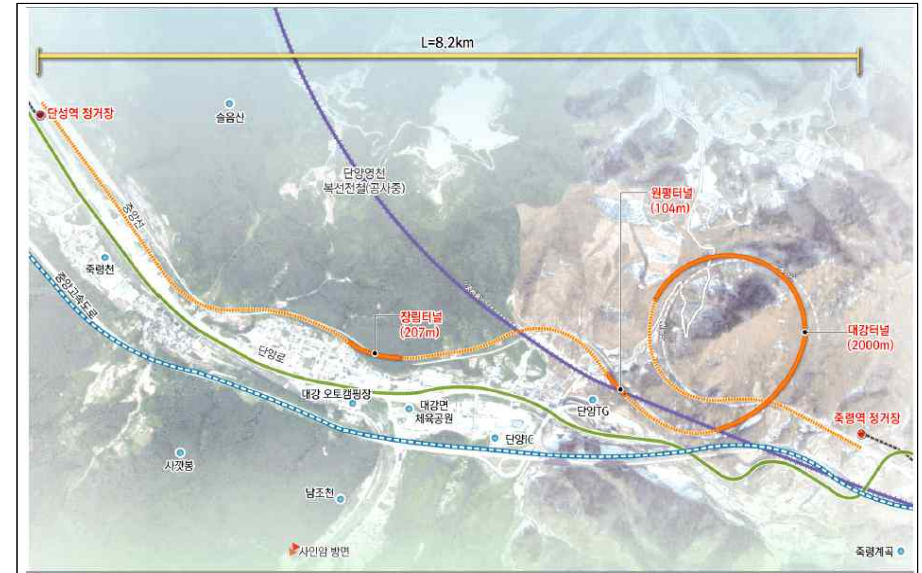 L=8.2km
단성역 정거장
슬음산
단양영천
복선전철(공사중)
원평터널
(104m)
중앙선
죽령천
중앙고속도로
장림터널
(207m)
대강터널
(2000m)
단양로
대강 오토캠핑장
대강면
체육공원
단양TG
죽령역 정거장
단양IC
사깃봉
남조천
사인암 방면
죽령계곡